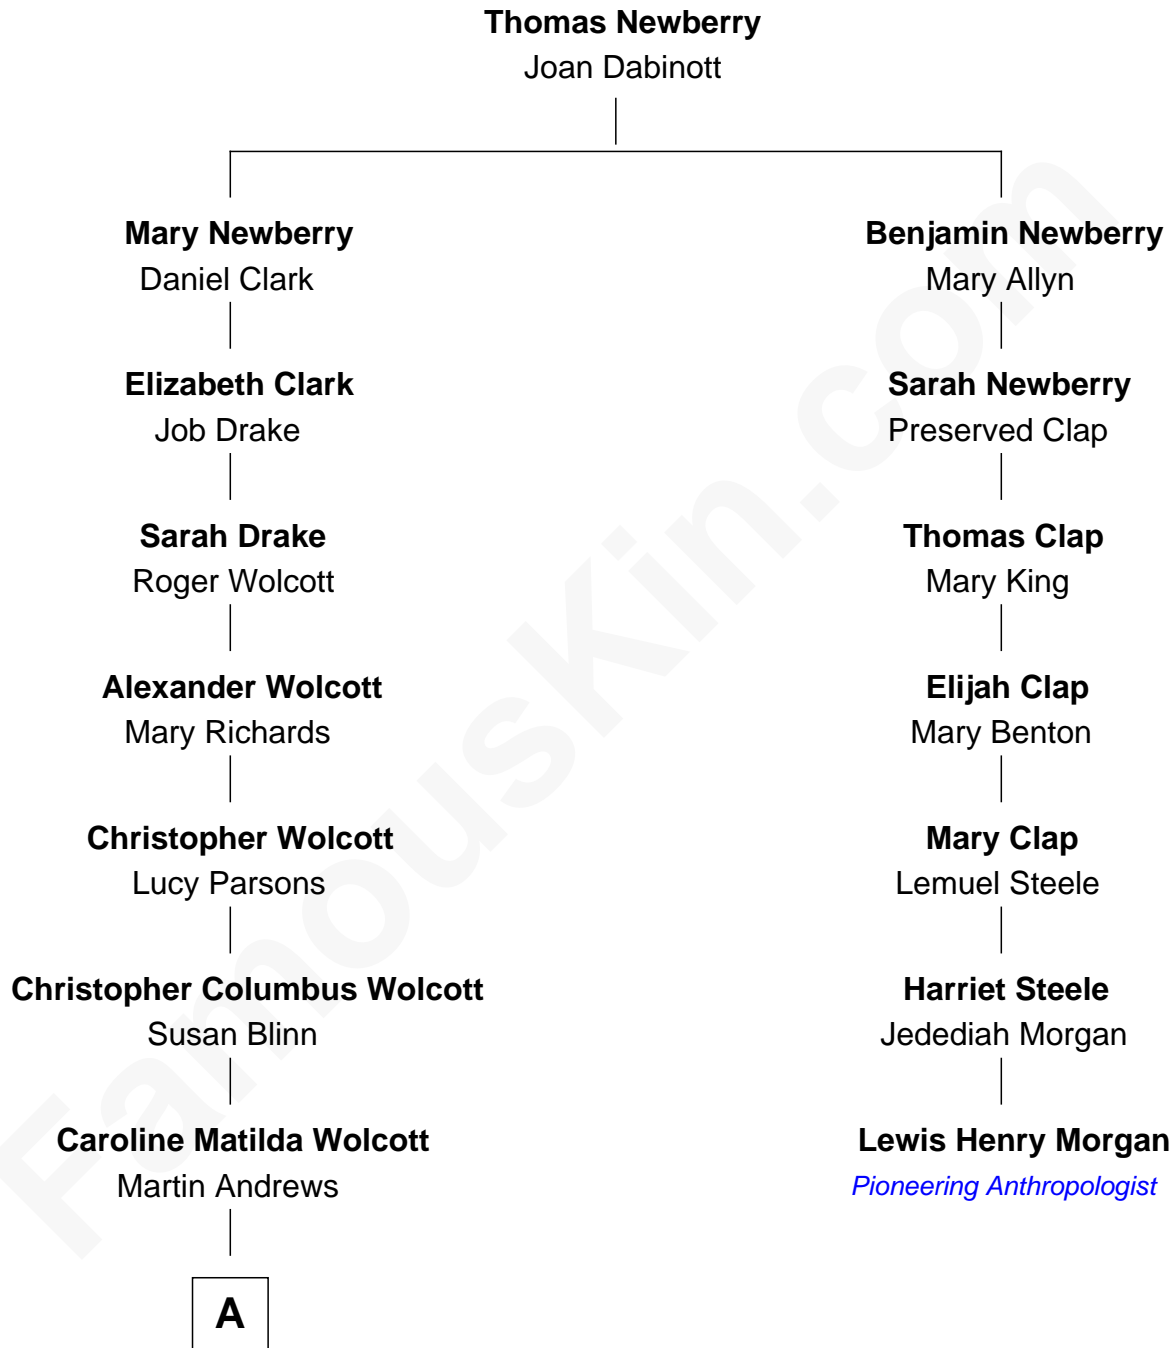 Thomas Newberry
Joan Dabinott
Mary Newberry
Daniel Clark
Elizabeth Clark
Job Drake
Sarah Drake
Roger Wolcott
Alexander Wolcott
Mary Richards
Christopher Wolcott
Lucy Parsons
Christopher Columbus Wolcott
Susan Blinn
Caroline Matilda Wolcott
Martin Andrews
A
Benjamin Newberry
Mary Allyn
Sarah Newberry
Preserved Clap
Thomas Clap
Mary King
Elijah Clap
Mary Benton
Mary Clap
Lemuel Steele
Harriet Steele
Jedediah Morgan
Lewis Henry Morgan
Pioneering Anthropologist
FamousKin.com